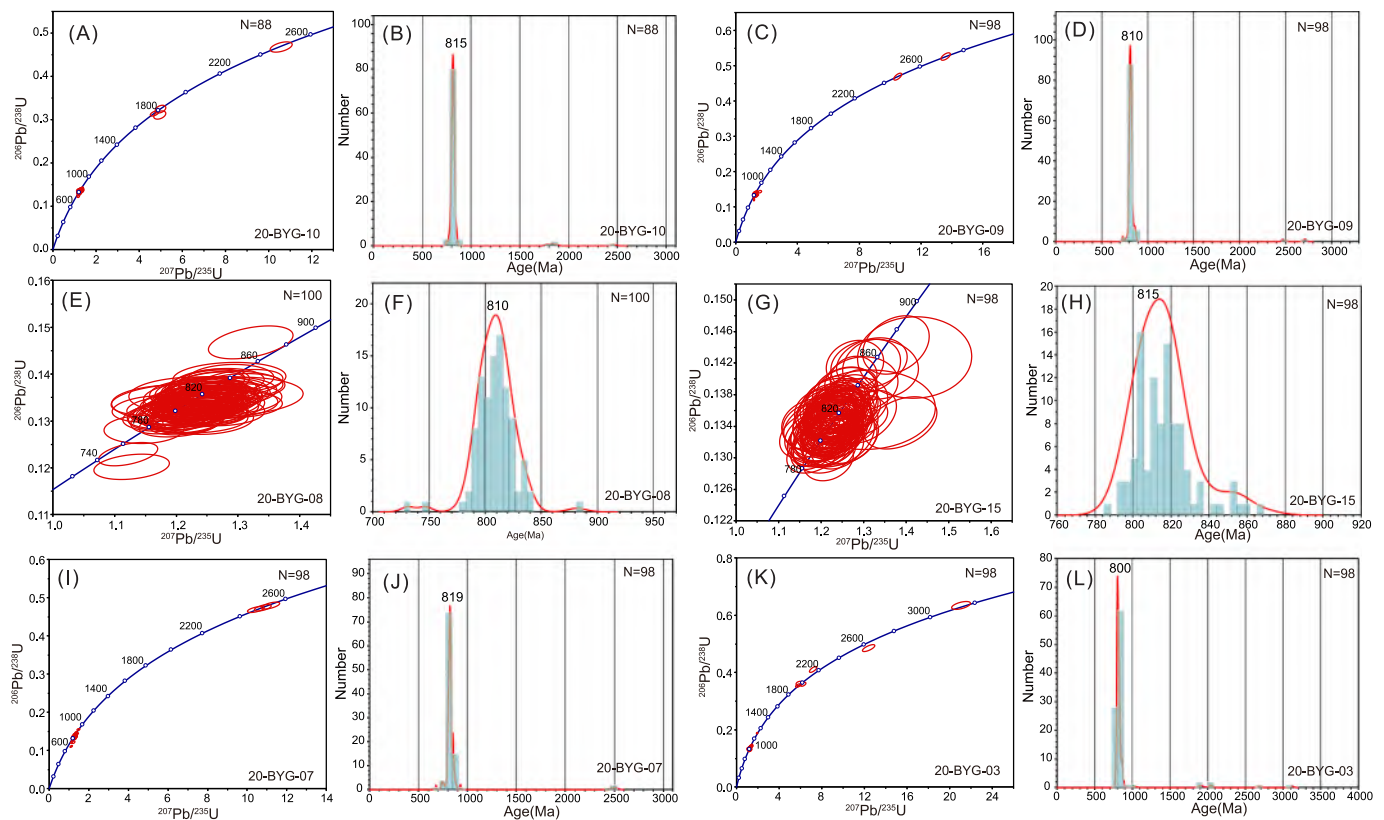 (A)
N=88
0.5
0.4
0.3
0.2
0.1
0.0
600
1000
1400
1800
2200
2600
20-BYG-10
0 2 4 6 8 10 12
²⁰⁶Pb/²³⁸U
²⁰⁷Pb/²³⁵U
(B)
815
N=88
100
80
60
40
20
0
Number
20-BYG-10
0 500 1000 1500 2000 2500 3000
Age(Ma)
(C)
N=98
0.6
0.5
0.4
0.3
0.2
0.1
0.0
1000
1400
1800
2200
2600
20-BYG-09
0 4 8 12 16
²⁰⁶Pb/²³⁸U
²⁰⁷Pb/²³⁵U
(D)
810
N=98
100
80
60
40
20
0
Number
20-BYG-09
0 500 1000 1500 2000 2500 3000
Age(Ma)
(E)
N=100
0.16
0.15
0.14
0.13
0.12
0.11
740
780
820
860
900
20-BYG-08
1.0 1.1 1.2 1.3 1.4
²⁰⁶Pb/²³⁸U
²⁰⁷Pb/²³⁵U
(F)
810
N=100
20
15
10
5
0
Number
20-BYG-08
700 750 800 850 900 950
Age(Ma)
(G)
N=98
0.150
0.146
0.142
0.138
0.134
0.130
0.126
0.122
780
820
860
900
20-BYG-15
1.0 1.1 1.2 1.3 1.4 1.5 1.6 1.7
²⁰⁶Pb/²³⁸U
²⁰⁷Pb/²³⁵U
(H)
815
N=98
20
18
16
14
12
10
8
6
4
2
0
Number
20-BYG-15
760 780 800 820 840 860 880 900 920
Age(Ma)
(I)
N=98
0.6
0.5
0.4
0.3
0.2
0.1
0.0
600
1000
1400
1800
2200
2600
20-BYG-07
0 2 4 6 8 10 12 14
²⁰⁶Pb/²³⁸U
²⁰⁷Pb/²³⁵U
(J)
819
N=98
90
80
70
60
50
40
30
20
10
0
Number
20-BYG-07
0 500 1000 1500 2000 2500 3000
Age(Ma)
(K)
N=98
0.8
0.6
0.4
0.2
0.0
1000
1400
1800
2200
2600
3000
20-BYG-03
0 4 8 12 16 20 24
²⁰⁶Pb/²³⁸U
²⁰⁷Pb/²³⁵U
(L)
800
N=98
80
70
60
50
40
30
20
10
0
Number
20-BYG-03
0 500 1000 1500 2000 2500 3000 3500 4000
Age(Ma)